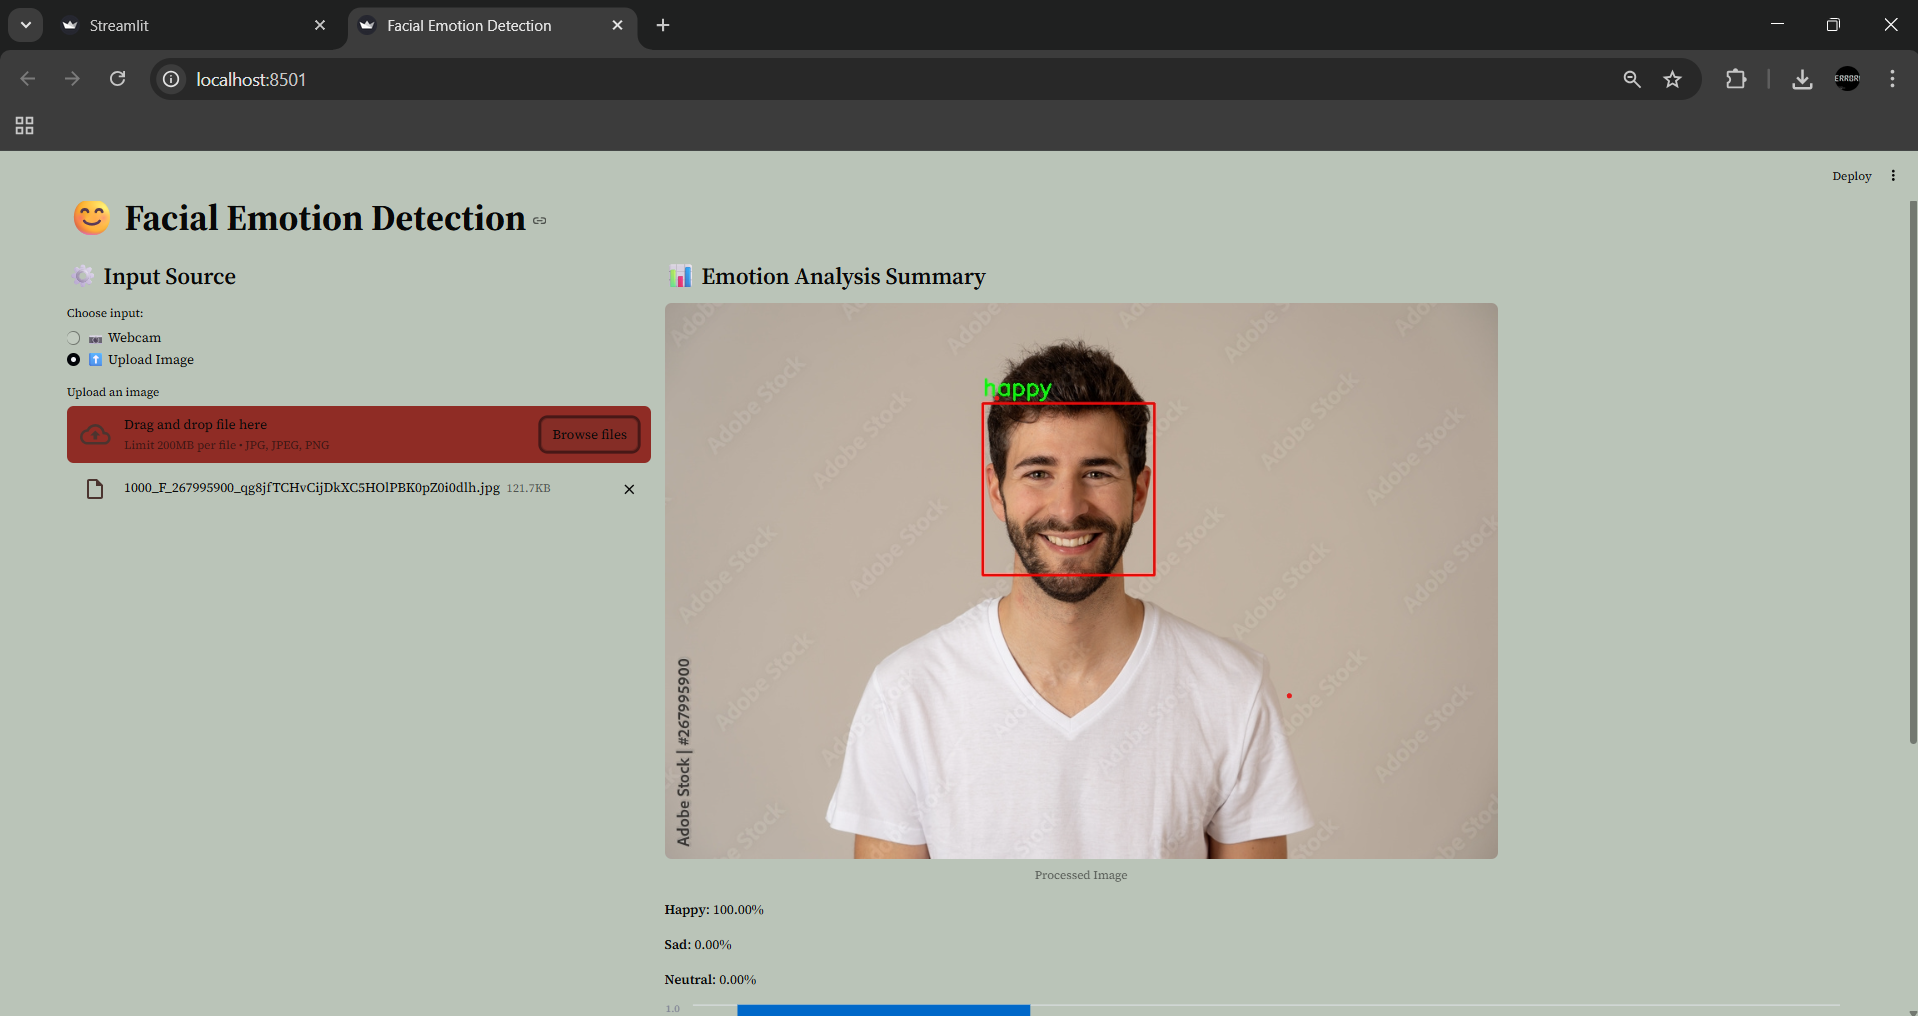 Streamlit
Facial Emotion Detection
localhost:8501
ERROR
Deploy
😊 Facial Emotion Detection
Input Source
Choose input:
Webcam
Upload Image
Upload an image
Drag and drop file here
Limit 200MB per file • JPG, JPEG, PNG
Browse files
1000_F_267995900_qg8jfTCHvCijDkXC5HOlPBK0pZ0i0dlh.jpg 121.7KB
Emotion Analysis Summary
happy
Adobe Stock
Adobe Stock | #267995900
Processed Image
Happy: 100.00%
Sad: 0.00%
Neutral: 0.00%
1.0